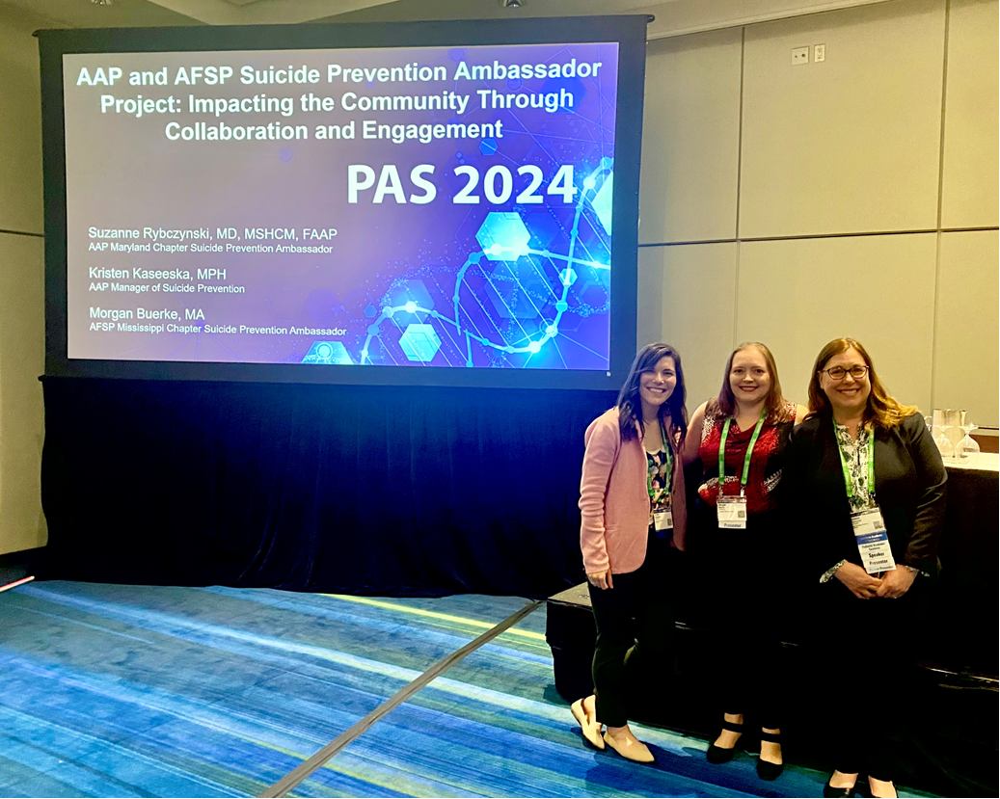 AAP and AFSP Suicide Prevention Ambassador
Project: Impacting the Community Through
Collaboration and Engagement
PAS 2024
Suzanne Rybczynski, MD, MSHCM, FAAP
AAP Maryland Chapter Suicide Prevention Ambassador
Kristen Kaseeska, MPH
AAP Manager of Suicide Prevention
Morgan Buerke, MA
AFSP Mississippi Chapter Suicide Prevention Ambassador
Presenter
Speaker
Presenter